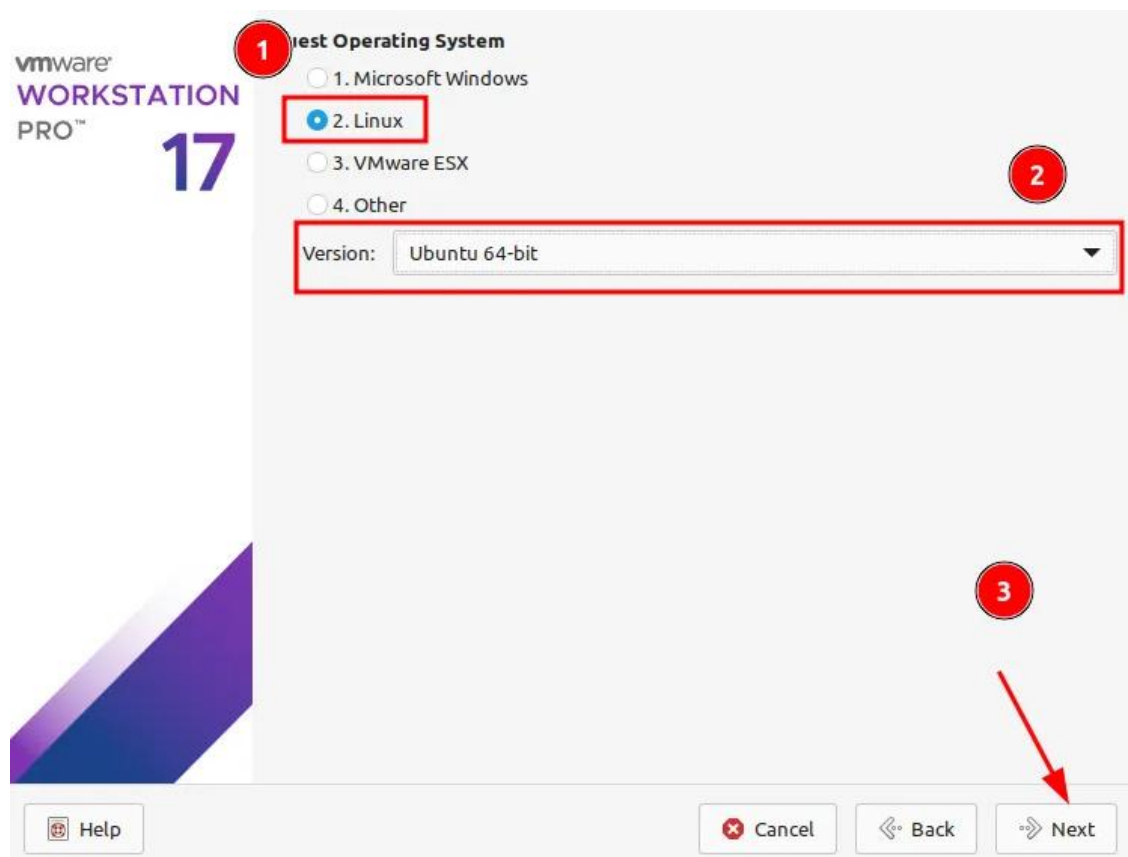 vmware
WORKSTATION
PRO™
17
1
uest Operating System
1. Microsoft Windows
2. Linux
3. VMware ESX
4. Other
2
Version: Ubuntu 64-bit
3
Help Cancel Back Next